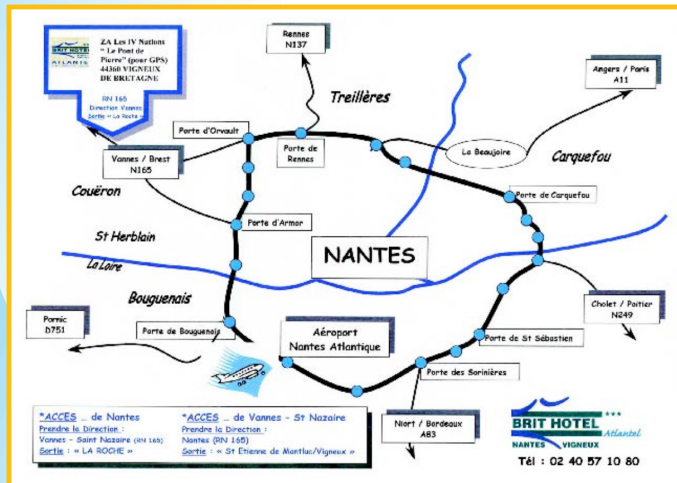 BRIT HOTEL
ATLANTEL
ZA Les IV Nations
" Le Pont de
Pierre" (pour GPS)
44360 VIGNEUX
DE BRETAGNE
RN 165
Direction Vannes
Sortie « La Roche »
Rennes
N137
Angers / Paris
A11
Treillères
Porte d'Orvault
Porte de
Rennes
La Beaujoire
Carquefou
Vannes / Brest
N165
Couëron
Porte de Carquefou
Porte d'Armor
St Herblain
NANTES
La Loire
Bouguenais
Cholet / Poitier
N249
Pornic
D751
Porte de Bouguenais
Aéroport
Nantes Atlantique
Porte de St Sébastien
Porte des Sorinières
*ACCES … de Nantes
Prendre la Direction :
Vannes – Saint Nazaire (RN 165)
Sortie : « LA ROCHE »
*ACCES … de Vannes – St Nazaire
Prendre la Direction :
Nantes (RN 165)
Sortie : « St Etienne de Montluc/Vigneux »
Niort / Bordeaux
A83
BRIT HOTEL ***
Atlantel
NANTES VIGNEUX
Tél : 02 40 57 10 80